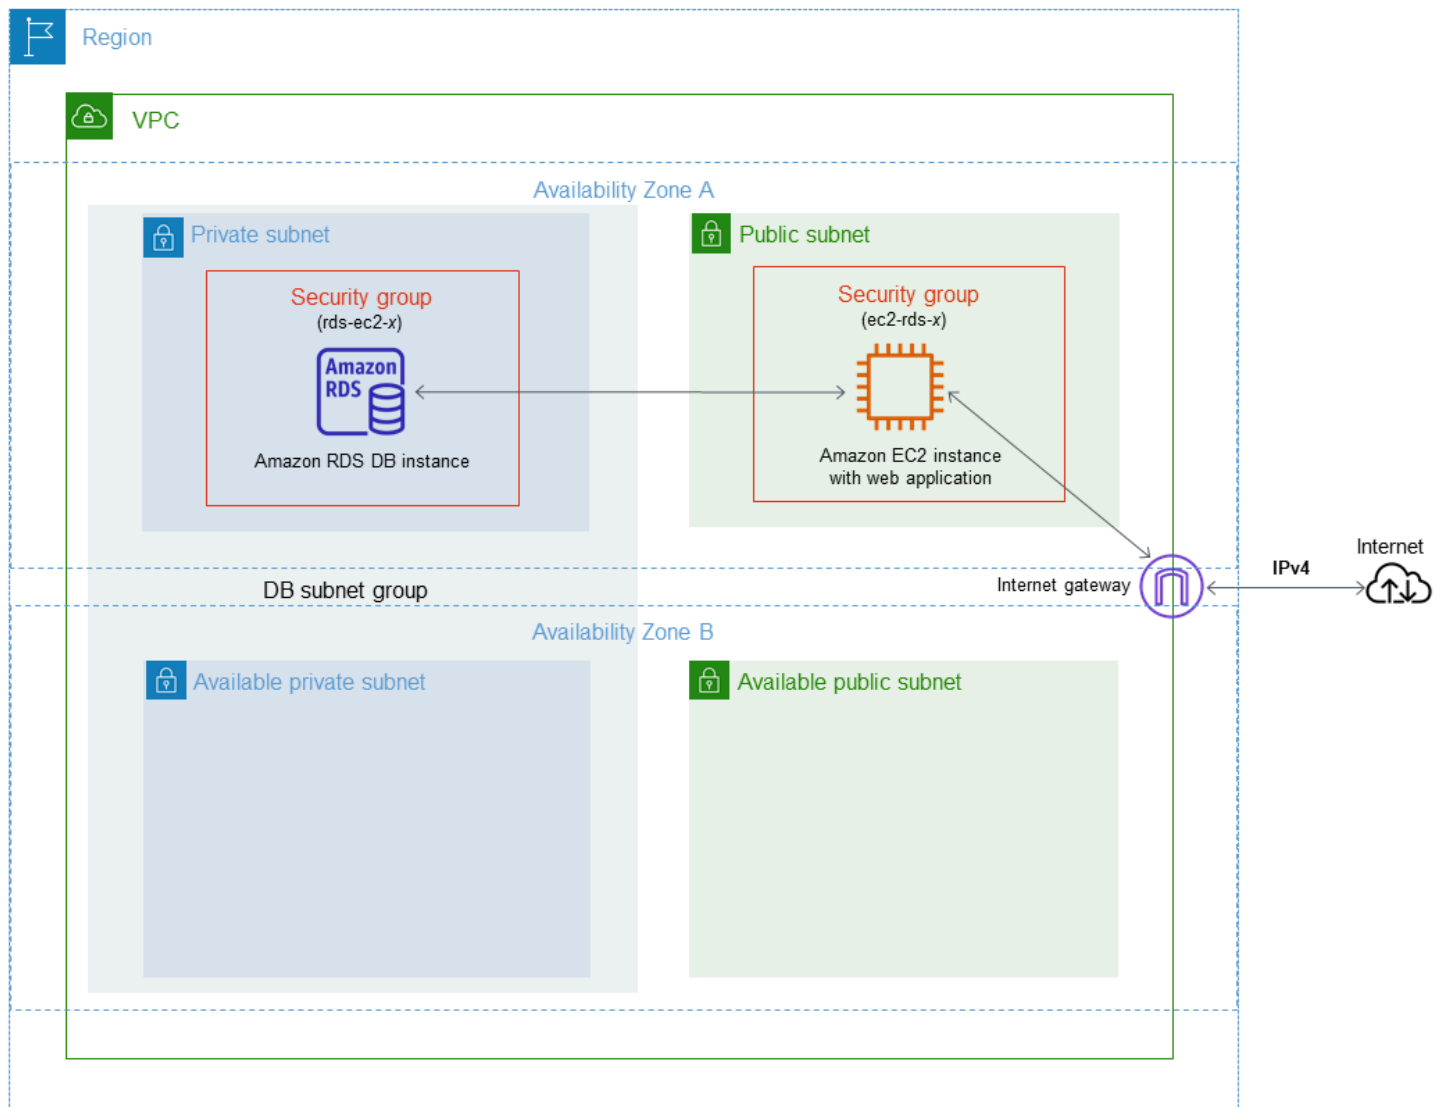 Region
VPC
Availability Zone A
Private subnet
Public subnet
Security group
(rds-ec2-x)
Security group
(ec2-rds-x)
Amazon
RDS
Amazon RDS DB instance
Amazon EC2 instance
with web application
Internet
IPv4
Internet gateway
DB subnet group
Availability Zone B
Available private subnet
Available public subnet